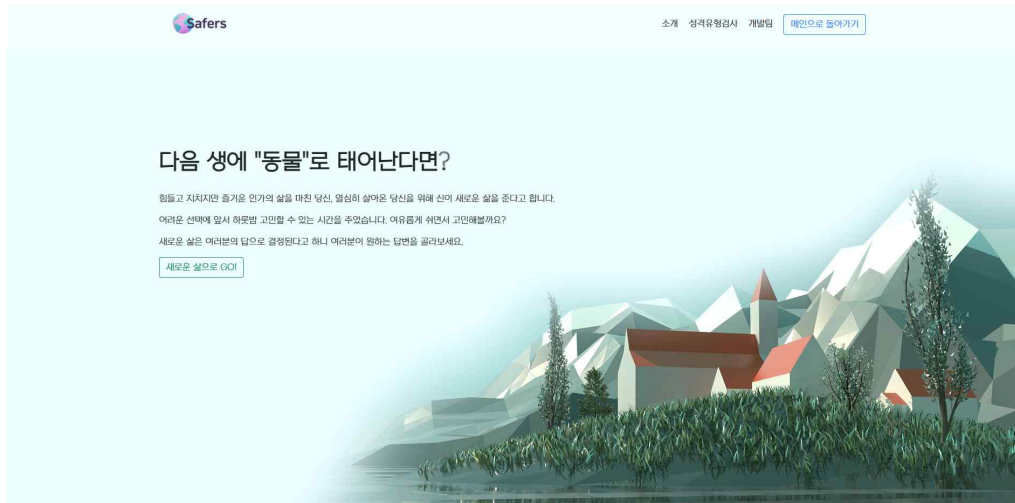 Safers
소개 성격유형검사 개발팀 메인으로 돌아가기
다음 생에 "동물"로 태어난다면?
힘들고 지치지만 즐거운 인간의 삶을 마친 당신, 열심히 살아온 당신을 위해 신이 새로운 삶을 준다고 합니다.
어려운 선택에 앞서 하룻밤 고민할 수 있는 시간을 주었습니다. 여유롭게 쉬면서 고민해볼까요?
새로운 삶은 여러분의 답으로 결정된다고 하니 여러분이 원하는 답변을 골라보세요.
새로운 삶으로 GO!